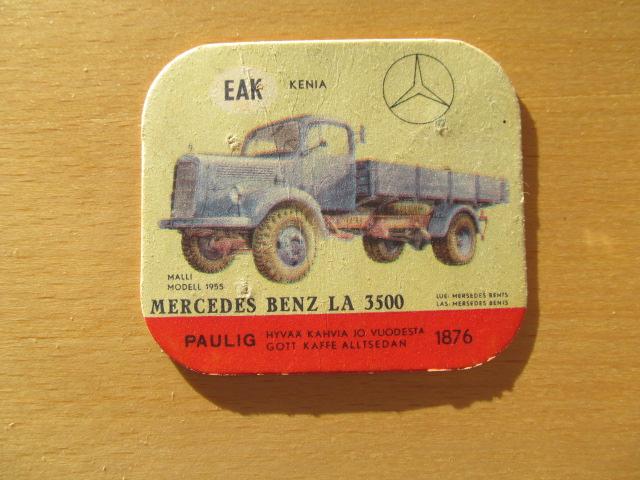 EAK KENIA
MALLI
MODELL 1955
MERCEDES BENZ LA 3500
LUE: MERSEDES BENTS
LÄS: MERSEDES BENIS
PAULIG HYVÄÄ KAHVIA JO VUODESTA 1876
GOTT KAFFE ALLTSEDAN